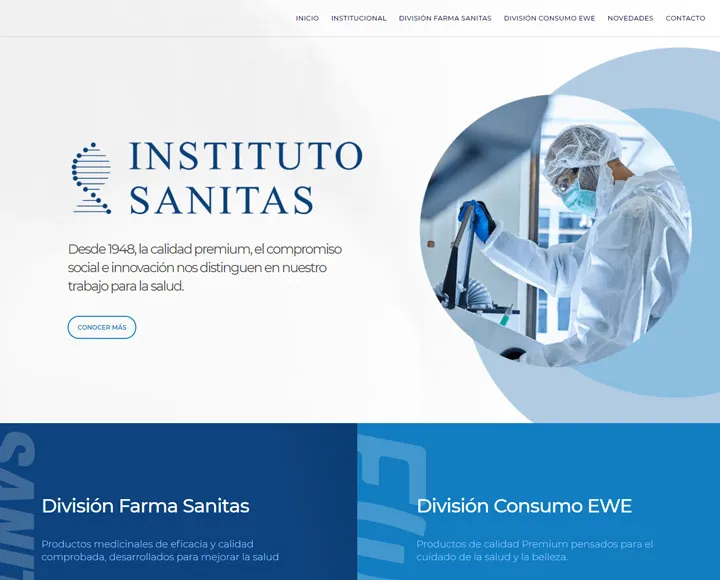 INICIO INSTITUCIONAL DIVISIÓN FARMA SANITAS DIVISIÓN CONSUMO EWE NOVEDADES CONTACTO
INSTITUTO
SANITAS
Desde 1948, la calidad premium, el compromiso
social e innovación nos distinguen en nuestro
trabajo para la salud.
CONOCER MÁS
SANIT
División Farma Sanitas
Productos medicinales de eficacia y calidad
comprobada, desarrollados para mejorar la salud
División Consumo EWE
Productos de calidad Premium pensados para el
cuidado de la salud y la belleza.